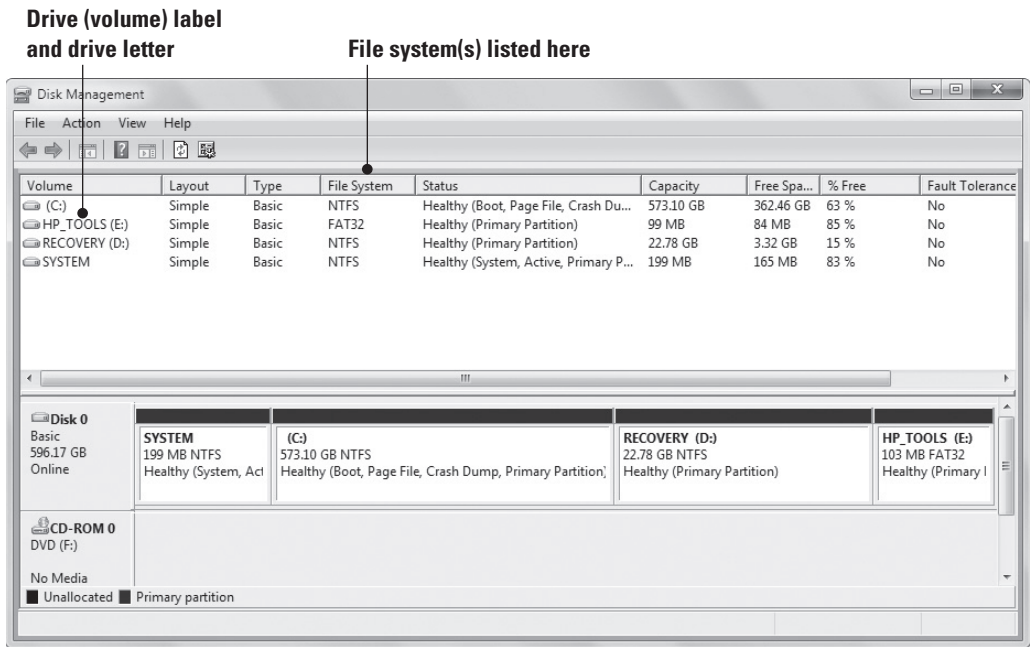 Drive (volume) label
and drive letter
File system(s) listed here
Disk Management
File Action View Help
Volume Layout Type File System Status Capacity Free Spa... % Free Fault Tolerance
(C:) Simple Basic NTFS Healthy (Boot, Page File, Crash Du... 573.10 GB 362.46 GB 63 % No
HP_TOOLS (E:) Simple Basic FAT32 Healthy (Primary Partition) 99 MB 84 MB 85 % No
RECOVERY (D:) Simple Basic NTFS Healthy (Primary Partition) 22.78 GB 3.32 GB 15 % No
SYSTEM Simple Basic NTFS Healthy (System, Active, Primary P... 199 MB 165 MB 83 % No
Disk 0
Basic
596.17 GB
Online
SYSTEM
199 MB NTFS
Healthy (System, Act
(C:)
573.10 GB NTFS
Healthy (Boot, Page File, Crash Dump, Primary Partition)
RECOVERY (D:)
22.78 GB NTFS
Healthy (Primary Partition)
HP_TOOLS (E:)
103 MB FAT32
Healthy (Primary
CD-ROM 0
DVD (F:)
No Media
Unallocated Primary partition